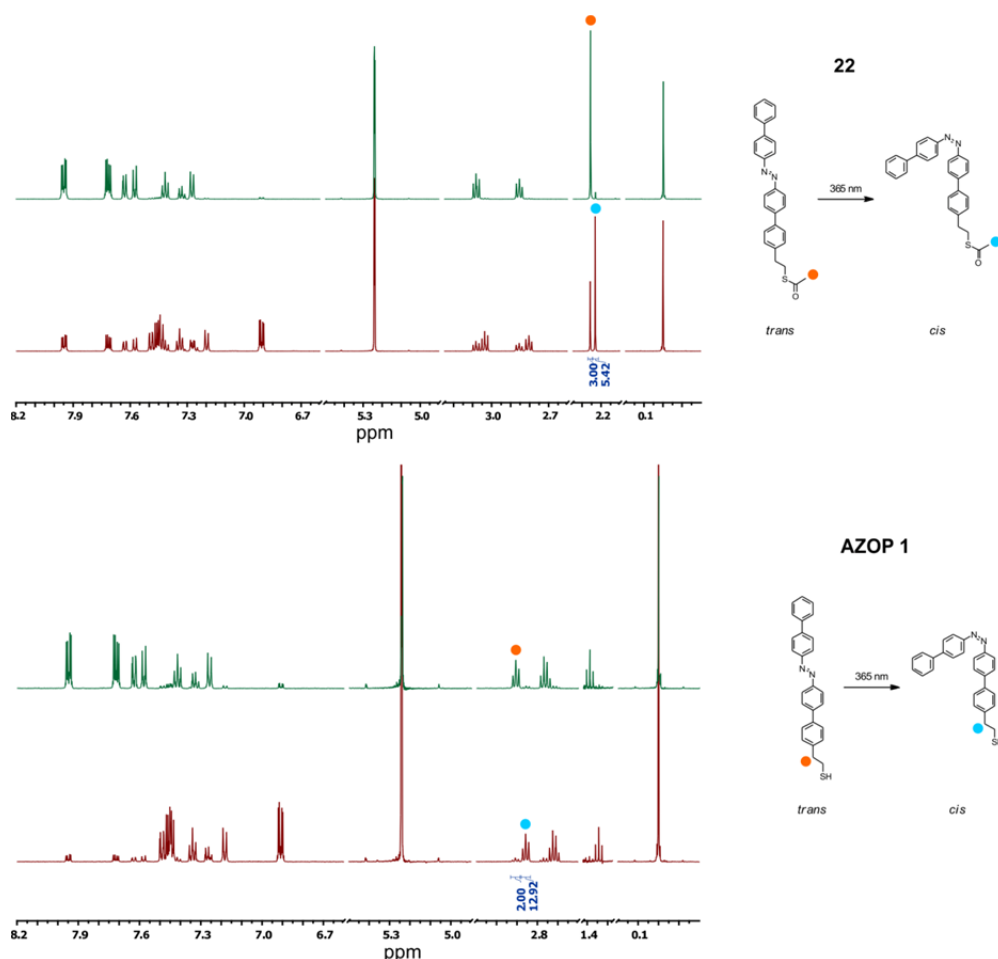 22
N
N
N
N
365 nm
S
O
S
O
trans
cis
3.00
5.42
8.2 7.9 7.6 7.3 7.0 6.7 5.3 5.0 3.0 2.7 2.2 0.1
ppm
AZOP 1
N
N
N
N
365 nm
SH
S
trans
cis
2.00
12.92
8.2 7.9 7.6 7.3 7.0 6.7 5.3 5.0 2.8 1.4 0.1
ppm